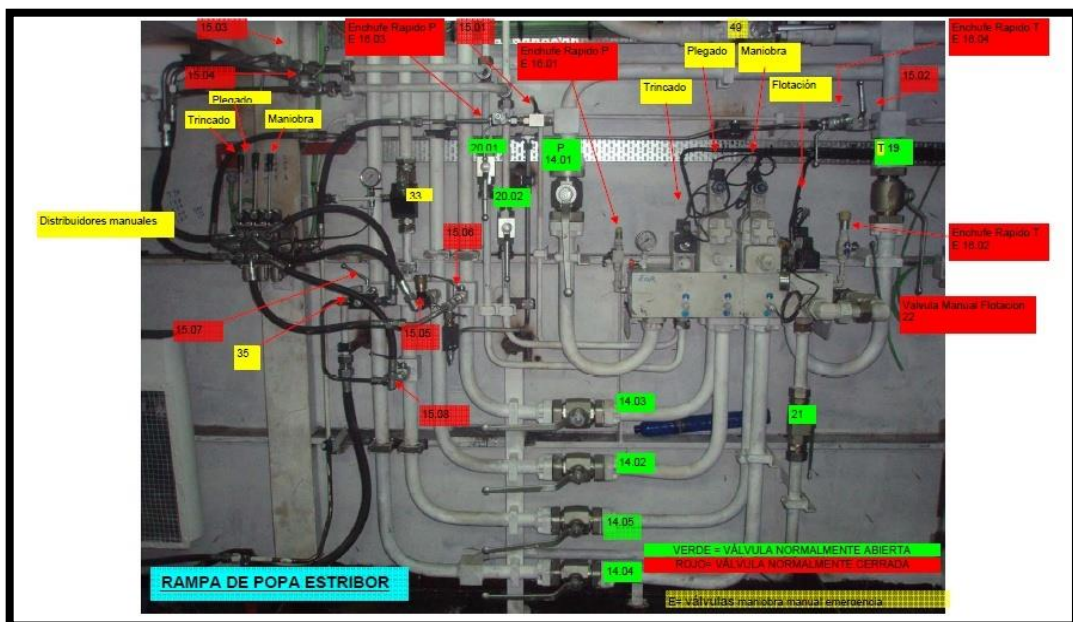 15.03
Enchufe Rapido P
E 16.03
15.01
Enchufe Rapido P
E 16.01
49
Enchufe Rapido T
E 16.04
Plegado
Maniobra
15.04
Plegado
Trincado
Maniobra
Trincado
Flotación
15.02
20.01
P
14.01
T 19
33
20.02
Distribuidores manuales
15.06
Enchufe Rapido T
E 16.02
15.07
15.05
Valvula Manual Flotacion
22
35
14.03
15.08
21
14.02
14.05
VERDE = VÁLVULA NORMALMENTE ABIERTA
ROJO= VÁLVULA NORMALMENTE CERRADA
RAMPA DE POPA ESTRIBOR
14.04
E= válvulas maniobra manual emergencia